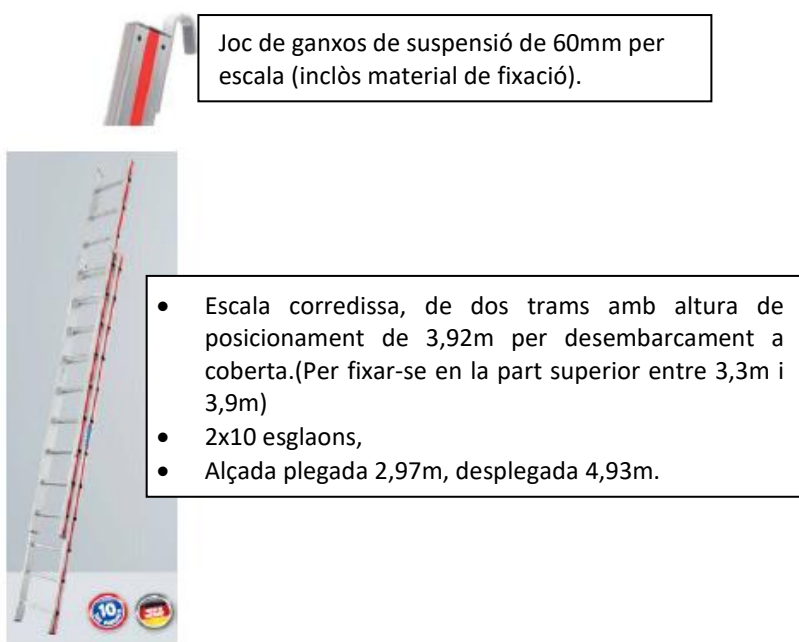 Joc de ganxos de suspensió de 60mm per
escala (inclòs material de fixació).
• Escala corredissa, de dos trams amb altura de
posicionament de 3,92m per desembarcament a
coberta.(Per fixar-se en la part superior entre 3,3m i
3,9m)
• 2x10 esglaons,
• Alçada plegada 2,97m, desplegada 4,93m.
10